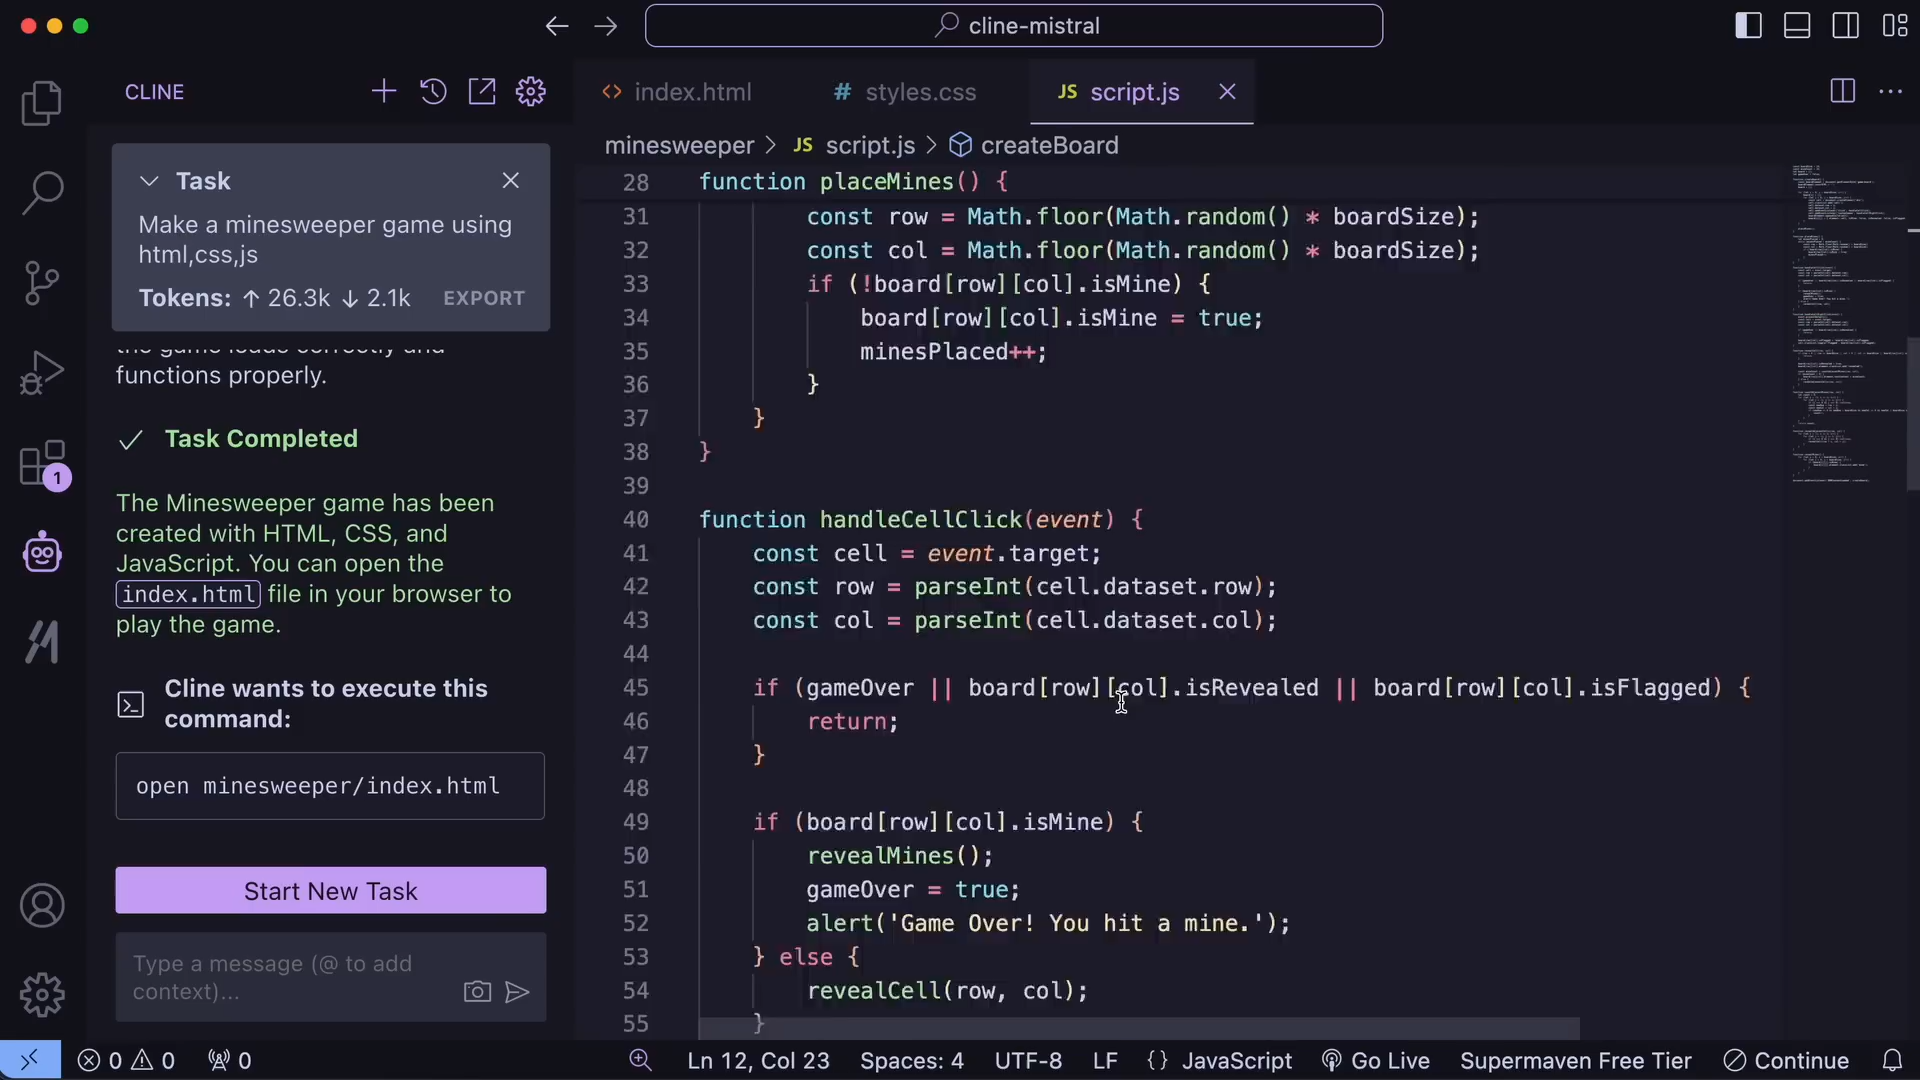 cline-mistral
CLINE
Task
Make a minesweeper game using
html,css,js
Tokens: ↑ 26.3k ↓ 2.1k EXPORT
the game loads correctly and
functions properly.
Task Completed
The Minesweeper game has been
created with HTML, CSS, and
JavaScript. You can open the
index.html file in your browser to
play the game.
Cline wants to execute this
command:
open minesweeper/index.html
Start New Task
Type a message (@ to add
context)...
1
<> index.html # styles.css JS script.js
minesweeper > JS script.js > createBoard
28 function placeMines() {
31 const row = Math.floor(Math.random() * boardSize);
32 const col = Math.floor(Math.random() * boardSize);
33 if (!board[row][col].isMine) {
34 board[row][col].isMine = true;
35 minesPlaced++;
36 }
37 }
38 }
39
40 function handleCellClick(event) {
41 const cell = event.target;
42 const row = parseInt(cell.dataset.row);
43 const col = parseInt(cell.dataset.col);
44
45 if (gameOver || board[row][col].isRevealed || board[row][col].isFlagged) {
46 return;
47 }
48
49 if (board[row][col].isMine) {
50 revealMines();
51 gameOver = true;
52 alert('Game Over! You hit a mine.');
53 } else {
54 revealCell(row, col);
55 }
0 0 0 Ln 12, Col 23 Spaces: 4 UTF-8 LF {} JavaScript Go Live Supermaven Free Tier Continue